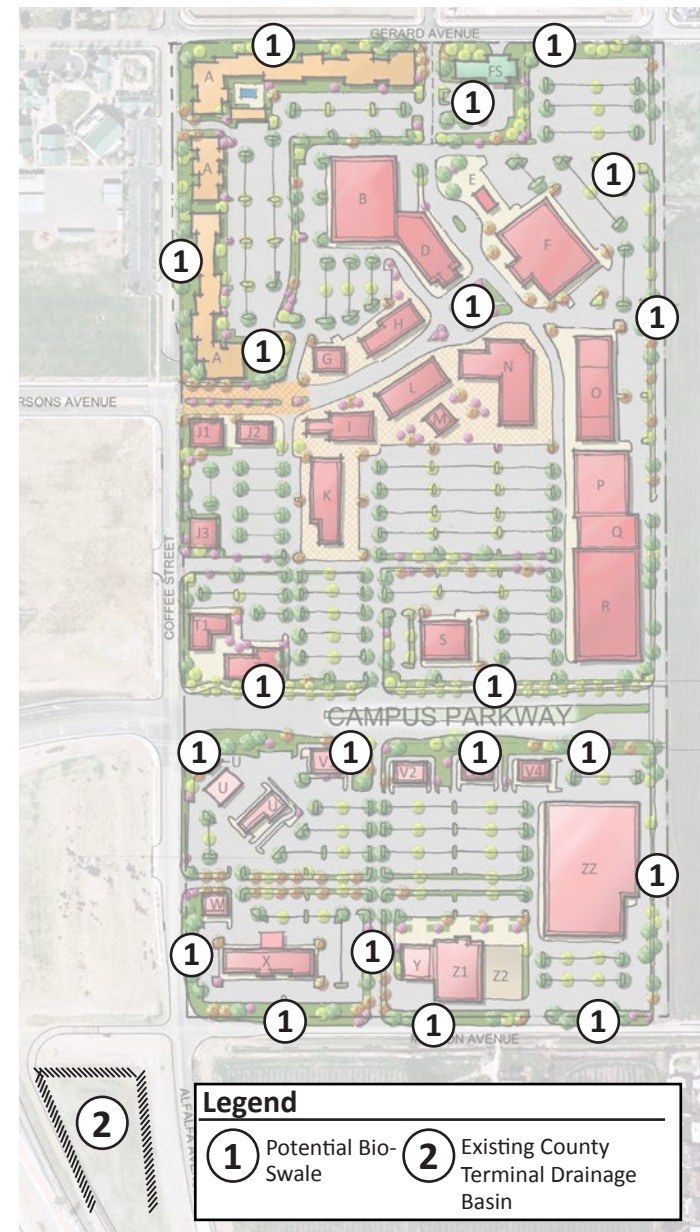 1
1
GERARD AVENUE
A
FS
1
1
E
A
B
D
F
1
1
1
H
G
1
A
N
L
O
RSONS AVENUE
M
J1
J2
I
K
P
J3
Q
COFFEE STREET
R
T1
S
1
1
CAMPUS PARKWAY
1
1
1
1
U
V2
V4
U
U
ZZ
1
W
1
1
X
Y
Z1
Z2
1
1
1
AVENUE
2
Legend
1 Potential Bio-
Swale
2 Existing County
Terminal Drainage
Basin